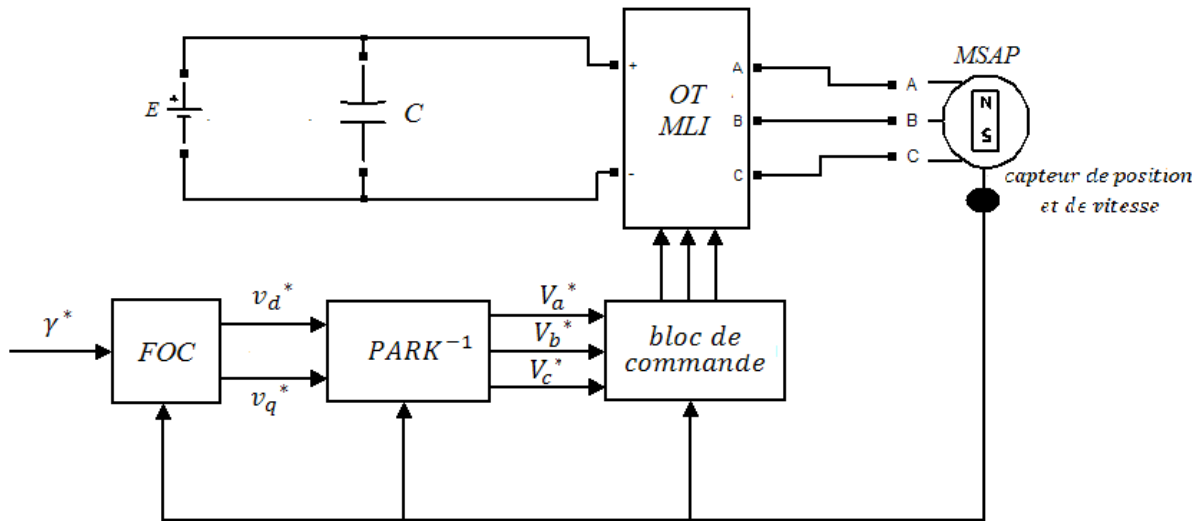 E
+
C
+
-
OT
MLI
A
B
C
MSAP
A
B
C
N
S
capteur de position
et de vitesse
γ*
FOC
v_d*
v_q*
PARK⁻¹
V_a*
V_b*
V_c*
bloc de
commande